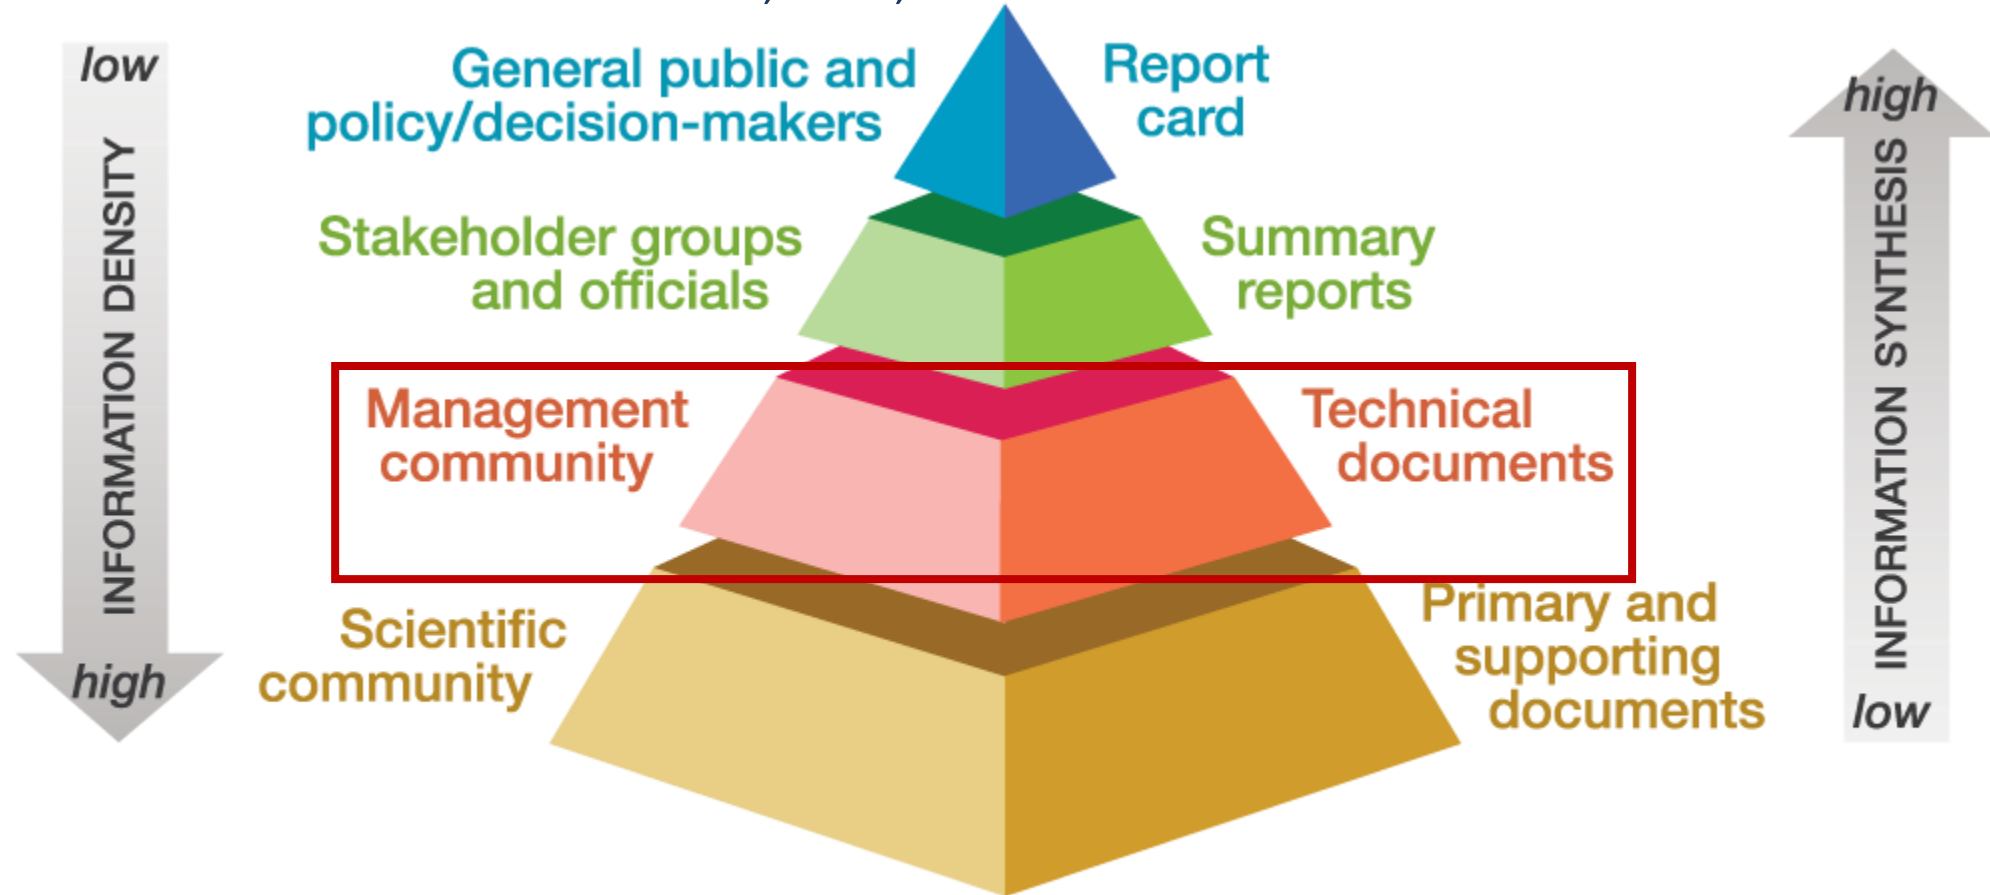 low
INFORMATION DENSITY
high
General public and
policy/decision-makers
Report
card
Stakeholder groups
and officials
Summary
reports
Management
community
Technical
documents
Scientific
community
Primary and
supporting
documents
high
INFORMATION SYNTHESIS
low